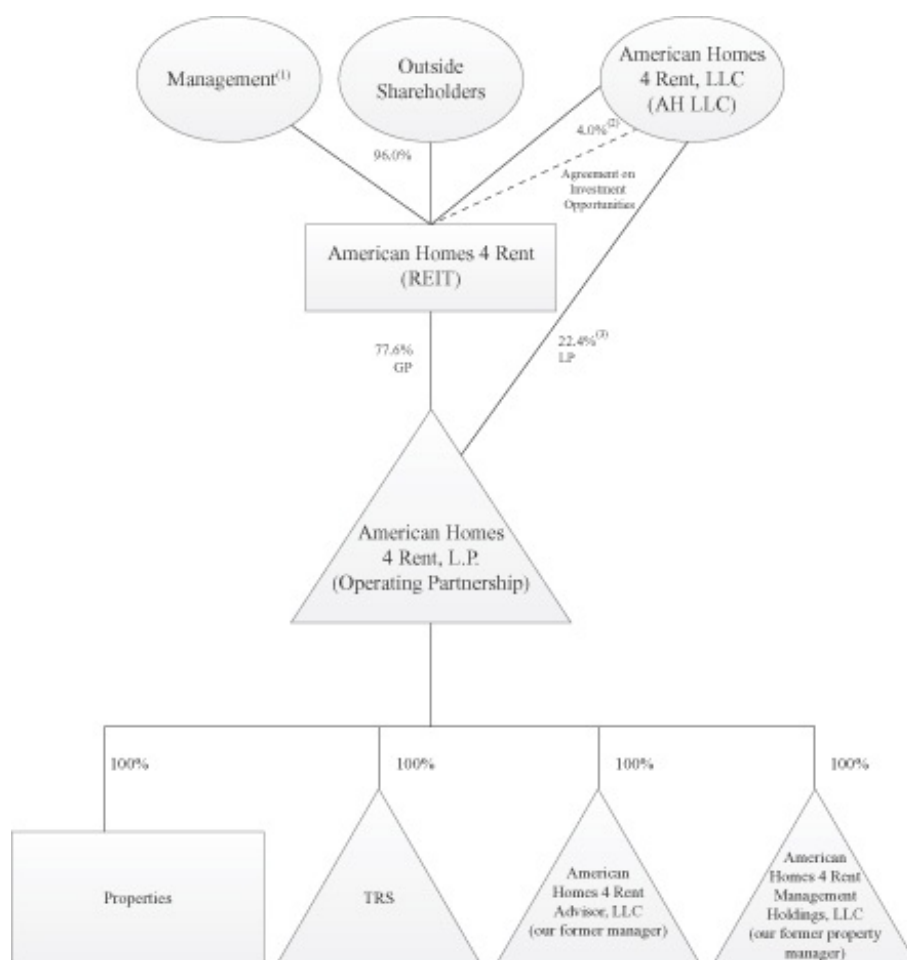 Management(1)
Outside
Shareholders
American Homes
4 Rent, LLC
(AH LLC)
96.0%
4.0%(2)
Agreement on
Investment
Opportunities
American Homes 4 Rent
(REIT)
77.6%
GP
22.4%(3)
LP
American Homes
4 Rent, L.P.
(Operating Partnership)
100%
100%
100%
100%
Properties
TRS
American
Homes 4 Rent
Advisor, LLC
(our former manager)
American
Homes 4 Rent
Management
Holdings, LLC
(our former property
manager)